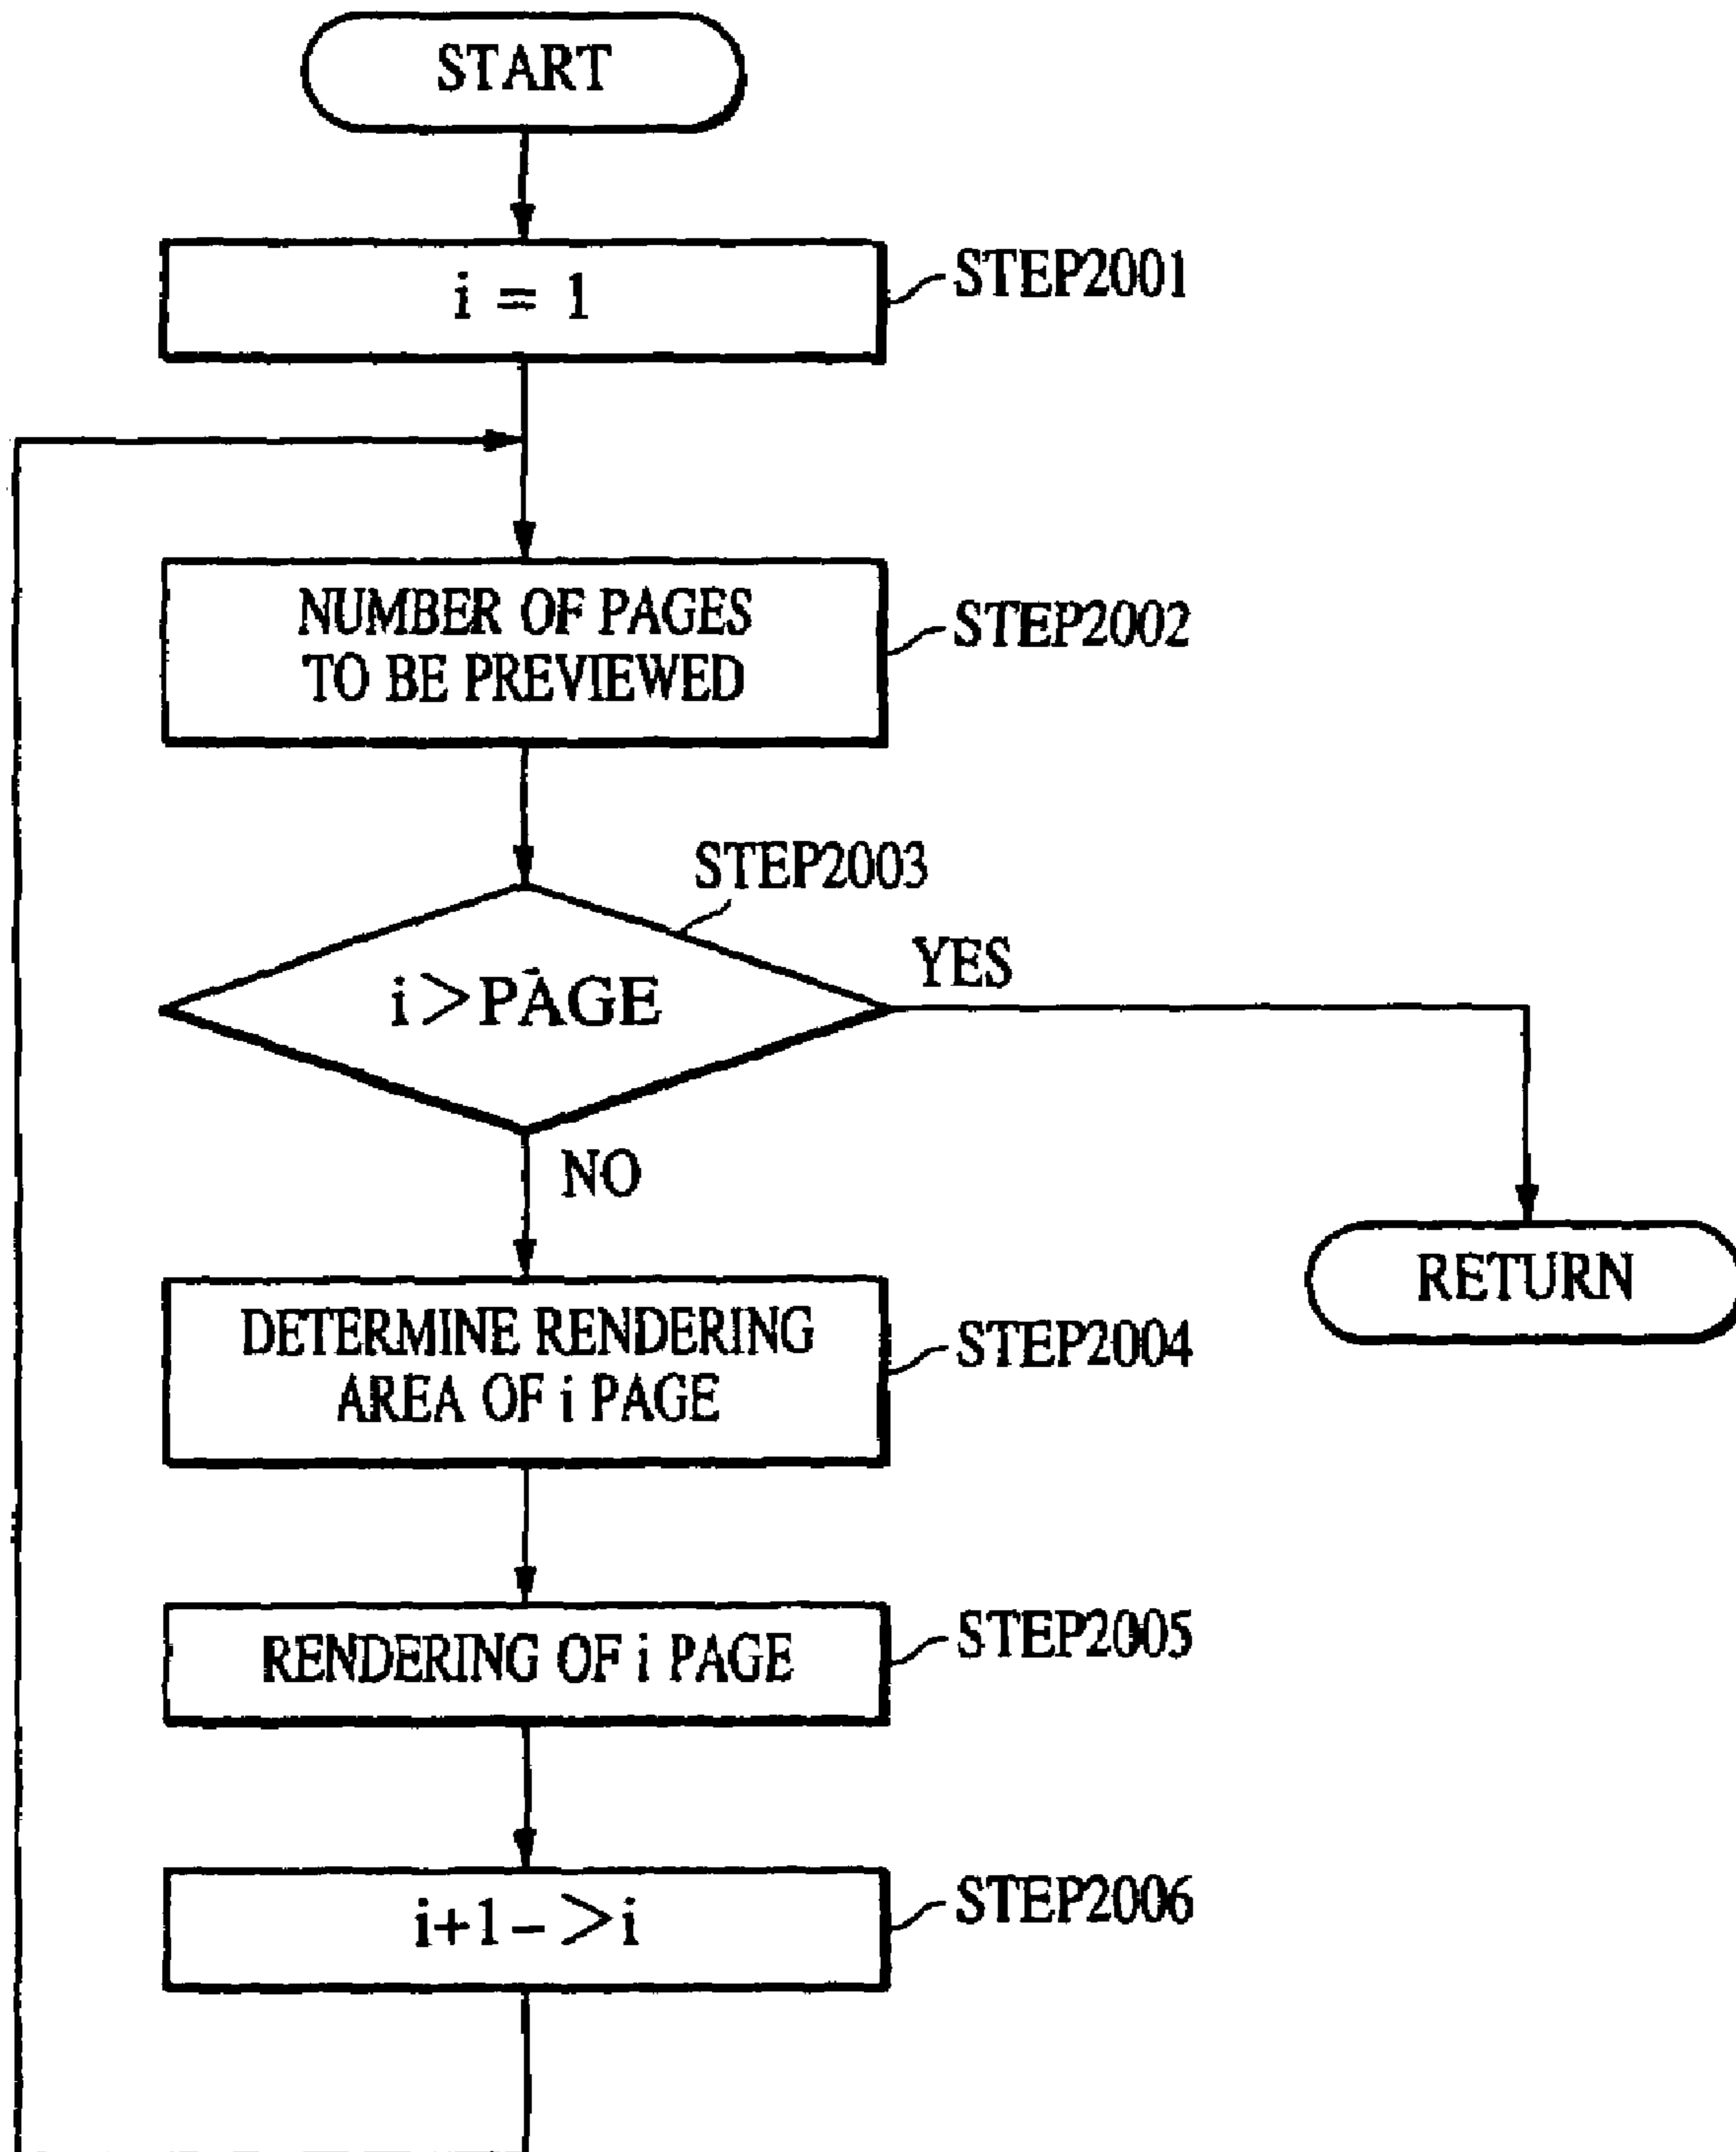 START
i = 1
STEP2001
NUMBER OF PAGES
TO BE PREVIEWED
STEP2002
STEP2003
i>PAGE
YES
NO
RETURN
DETERMINE RENDERING
AREA OF i PAGE
STEP2004
RENDERING OF i PAGE
STEP2005
i+1->i
STEP2006